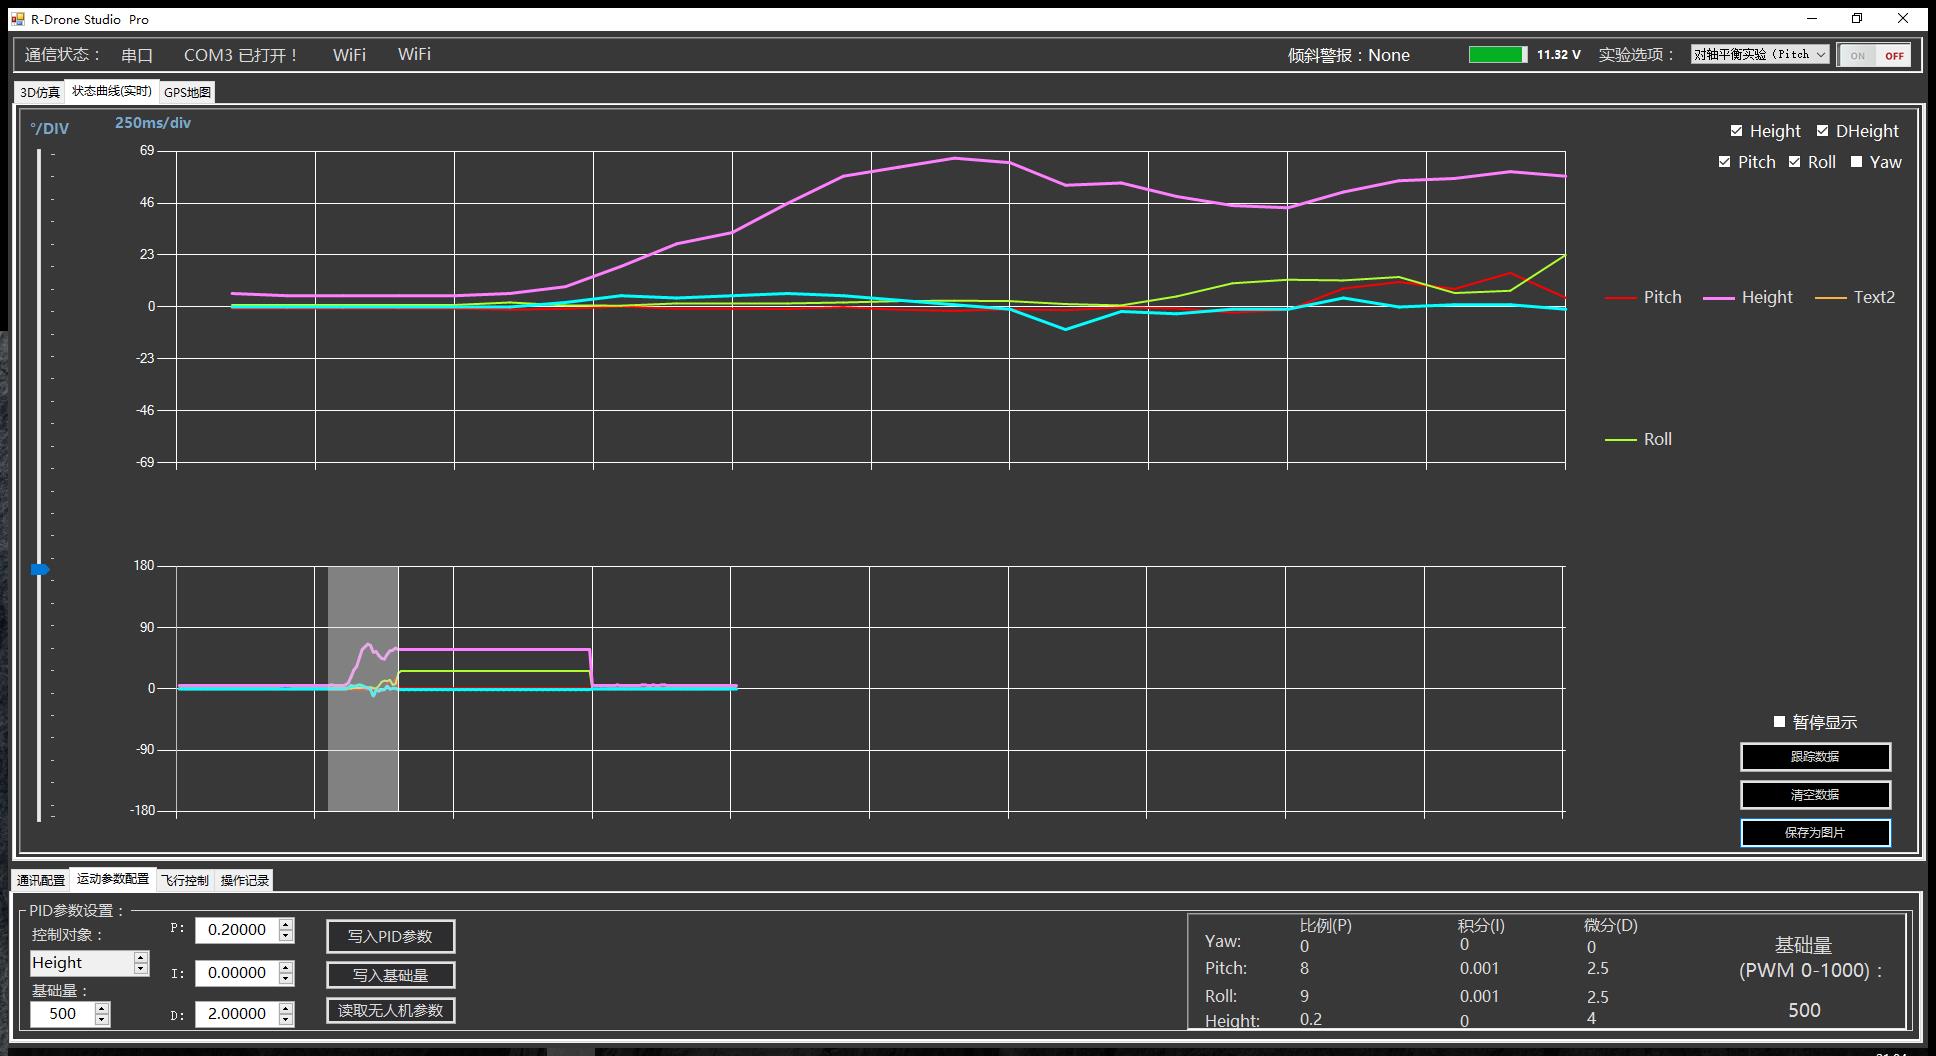 R-Drone Studio Pro
通信状态： 串口 COM3 已打开！ WiFi WiFi 倾斜警报：None 11.32 V 实验选项： 对轴平衡实验（Pitch ON OFF
3D仿真 状态曲线(实时) GPS地图
°/DIV 250ms/div
Height DHeight
Pitch Roll Yaw
69
46
23
0
-23
-46
-69
Pitch Height Text2
Roll
180
90
0
-90
-180
暂停显示
跟踪数据
清空数据
保存为图片
通讯配置 运动参数配置 飞行控制 操作记录
PID参数设置：
控制对象：
Height
基础量：
500
P: 0.20000
I: 0.00000
D: 2.00000
写入PID参数
写入基础量
读取无人机参数
比例(P) 积分(I) 微分(D)
Yaw: 0 0 0
Pitch: 8 0.001 2.5
Roll: 9 0.001 2.5
Height: 0.2 0 4
基础量
(PWM 0-1000)：
500